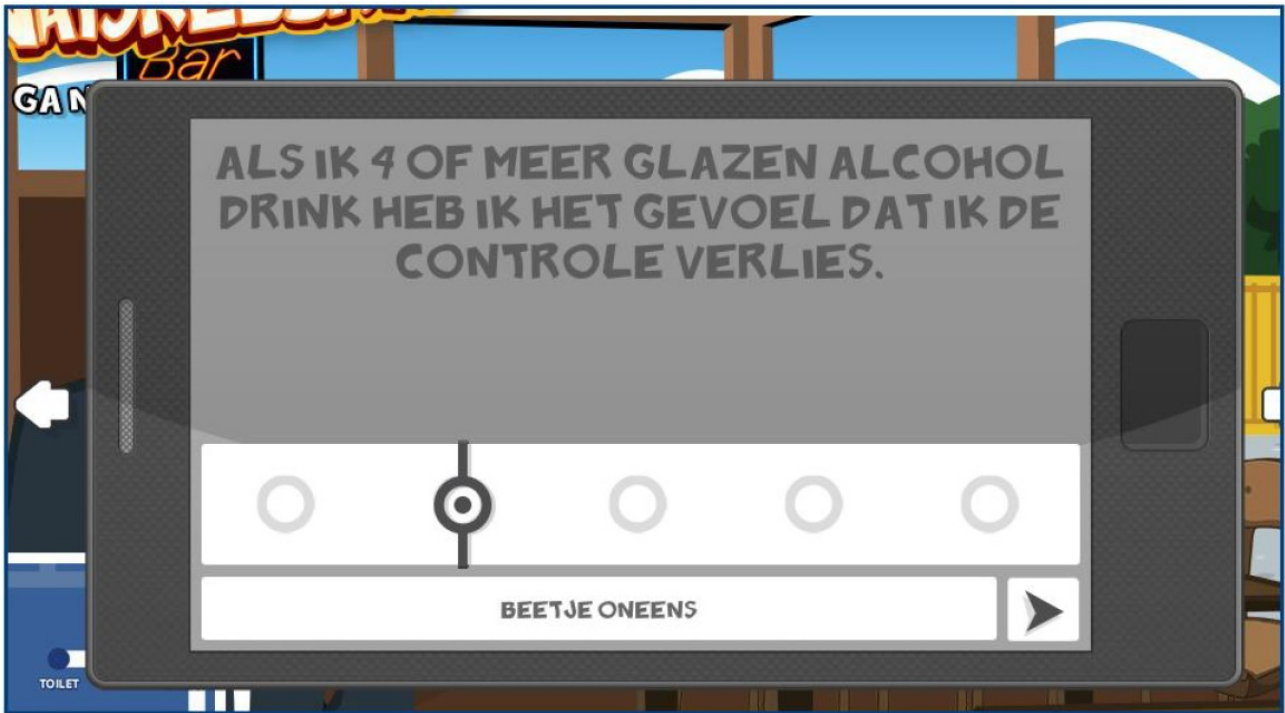 Bar
GA N
ALS IK 4 OF MEER GLAZEN ALCOHOL
DRINK HEB IK HET GEVOEL DAT IK DE
CONTROLE VERLIES.
BEETJE ONEENS
TOILET